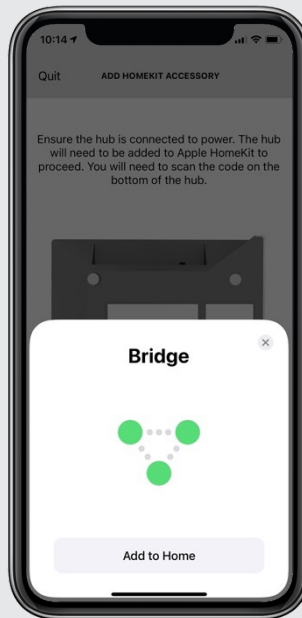 10:14
Quit
ADD HOMEKIT ACCESSORY
Ensure the hub is connected to power. The hub
will need to be added to Apple HomeKit to
proceed. You will need to scan the code on the
bottom of the hub.
Bridge
Add to Home